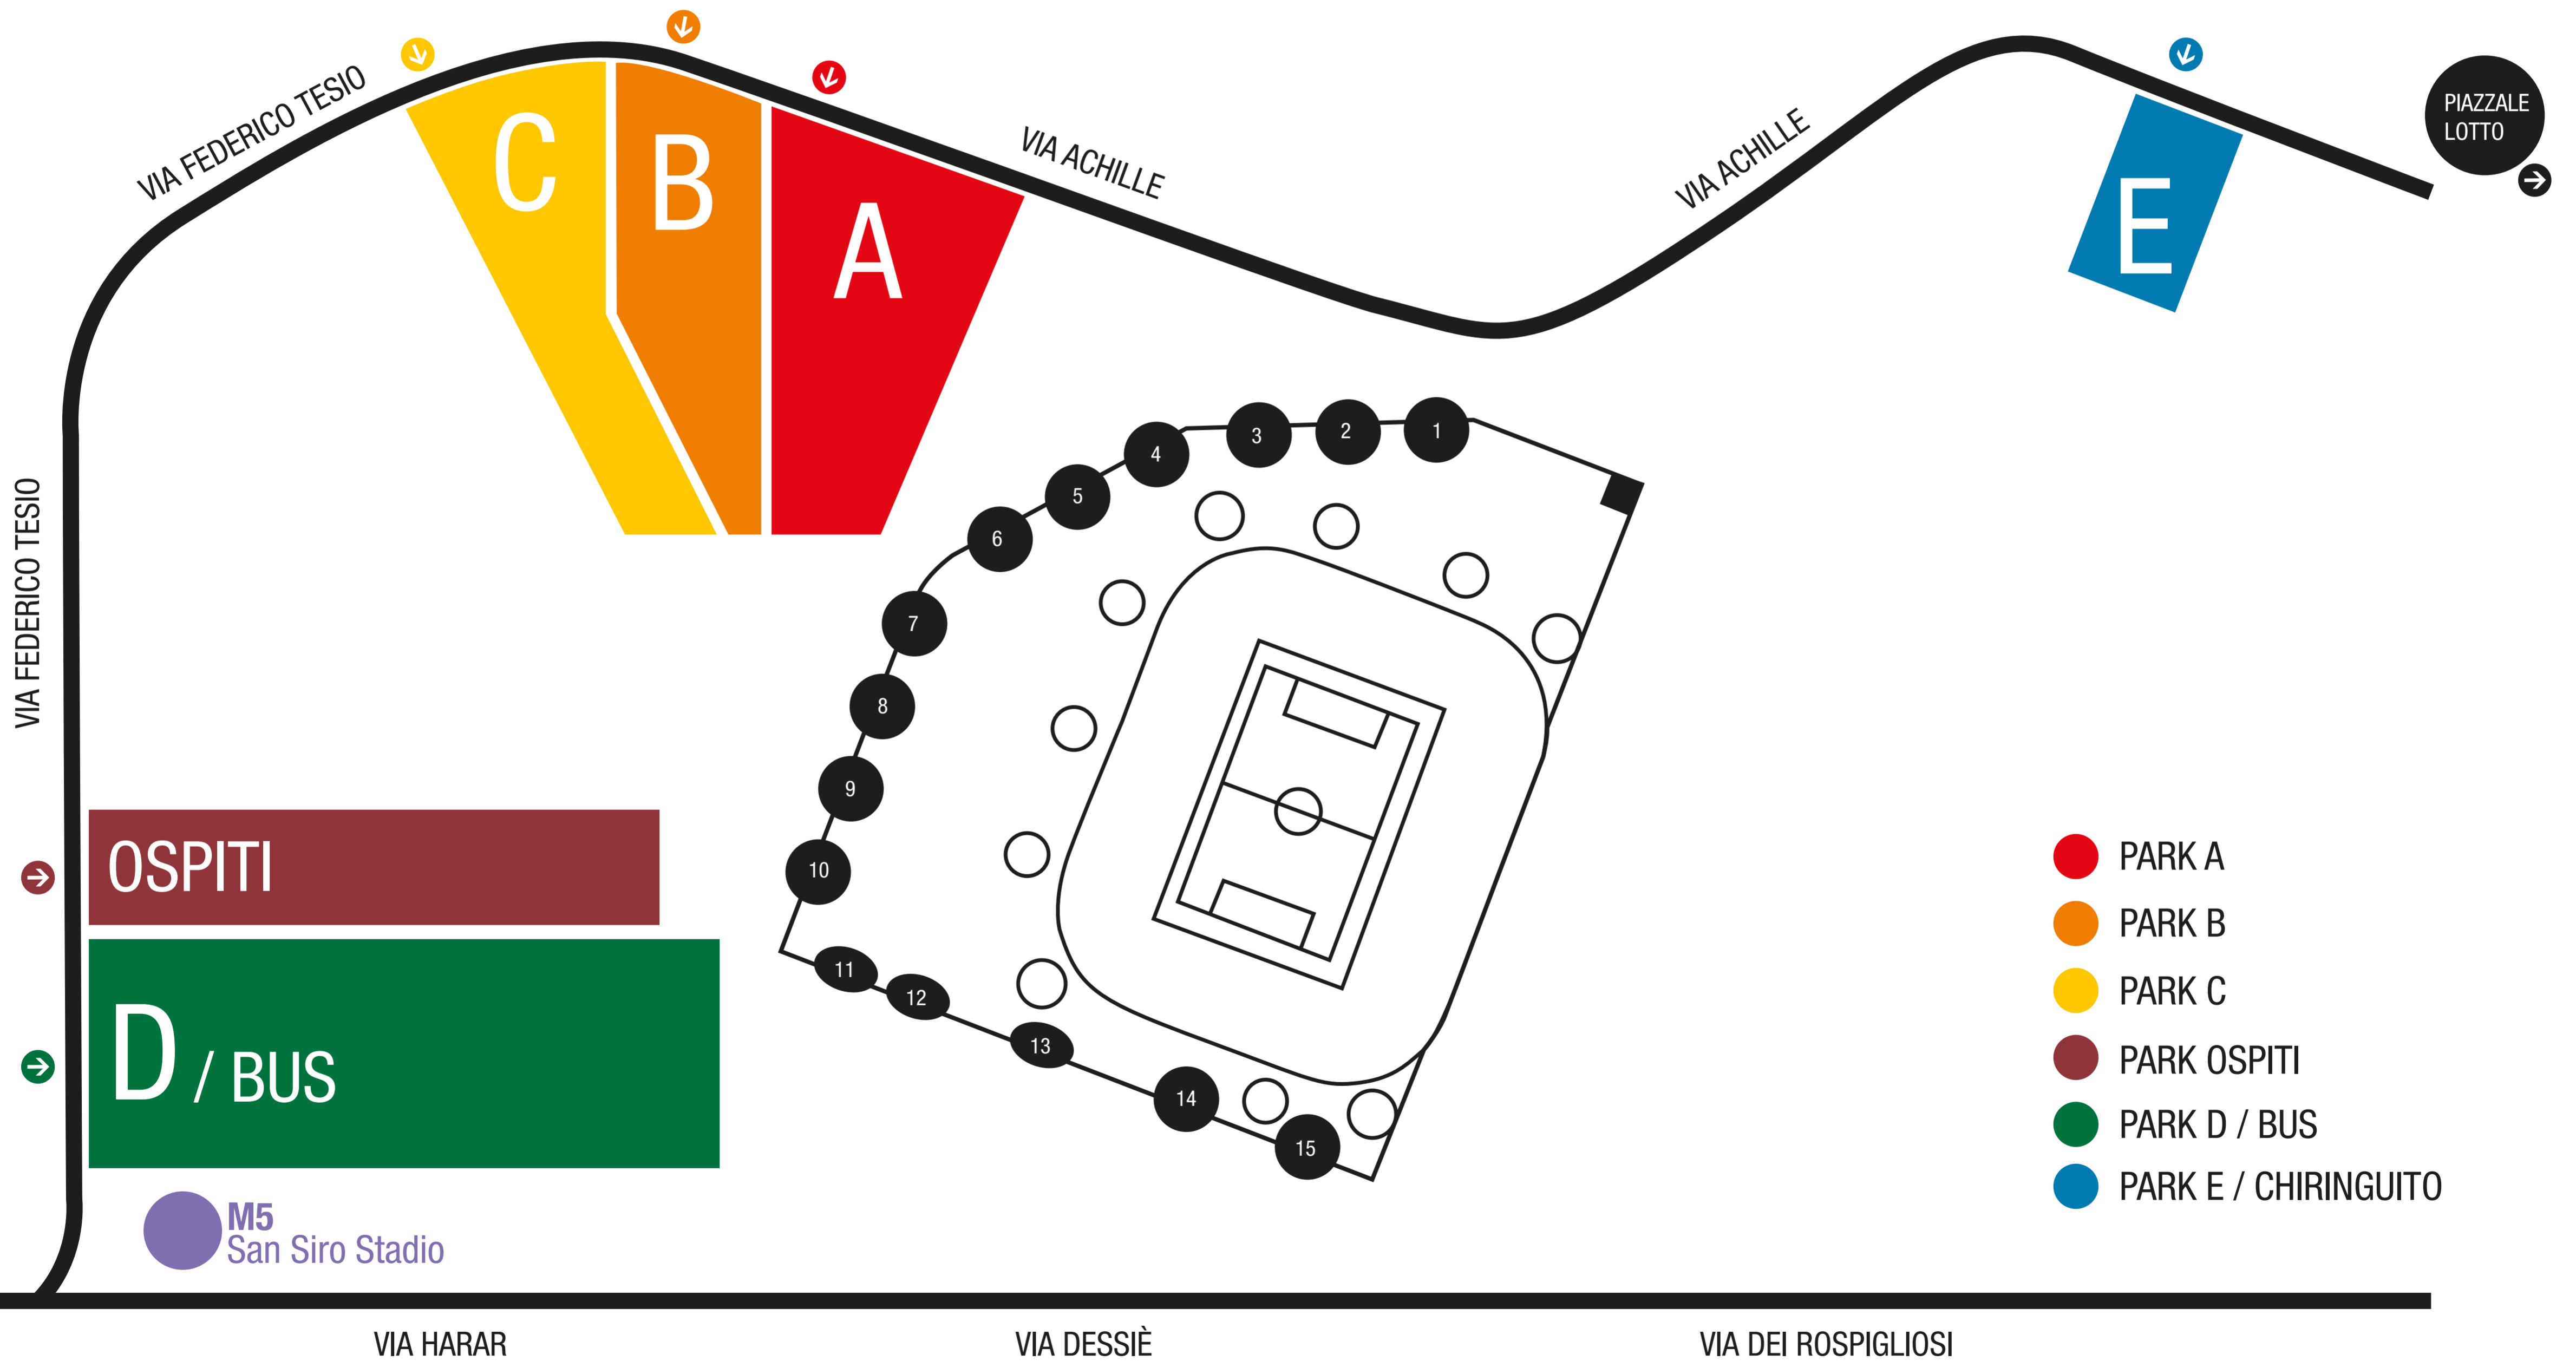 VIA FEDERICO TESIO
VIA ACHILLE
VIA ACHILLE
PIAZZALE
LOTTO
C
B
A
E
VIA FEDERICO TESIO
1
2
3
4
5
6
7
8
9
10
11
12
13
14
15
OSPITI
D / BUS
M5
San Siro Stadio
PARK A
PARK B
PARK C
PARK OSPITI
PARK D / BUS
PARK E / CHIRINGUITO
VIA HARAR
VIA DESSIÈ
VIA DEI ROSPIGLIOSI